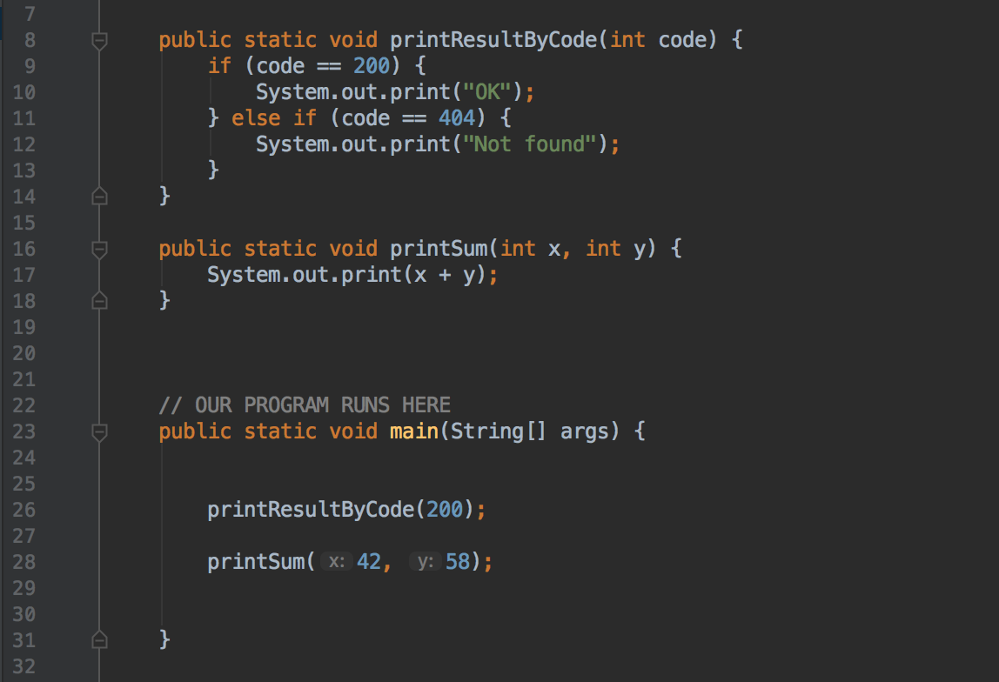 7
8 public static void printResultByCode(int code) {
9 if (code == 200) {
10 System.out.print("OK");
11 } else if (code == 404) {
12 System.out.print("Not found");
13 }
14 }
15
16 public static void printSum(int x, int y) {
17 System.out.print(x + y);
18 }
19
20
21
22 // OUR PROGRAM RUNS HERE
23 public static void main(String[] args) {
24
25
26 printResultByCode(200);
27
28 printSum( x: 42, y: 58);
29
30
31 }
32